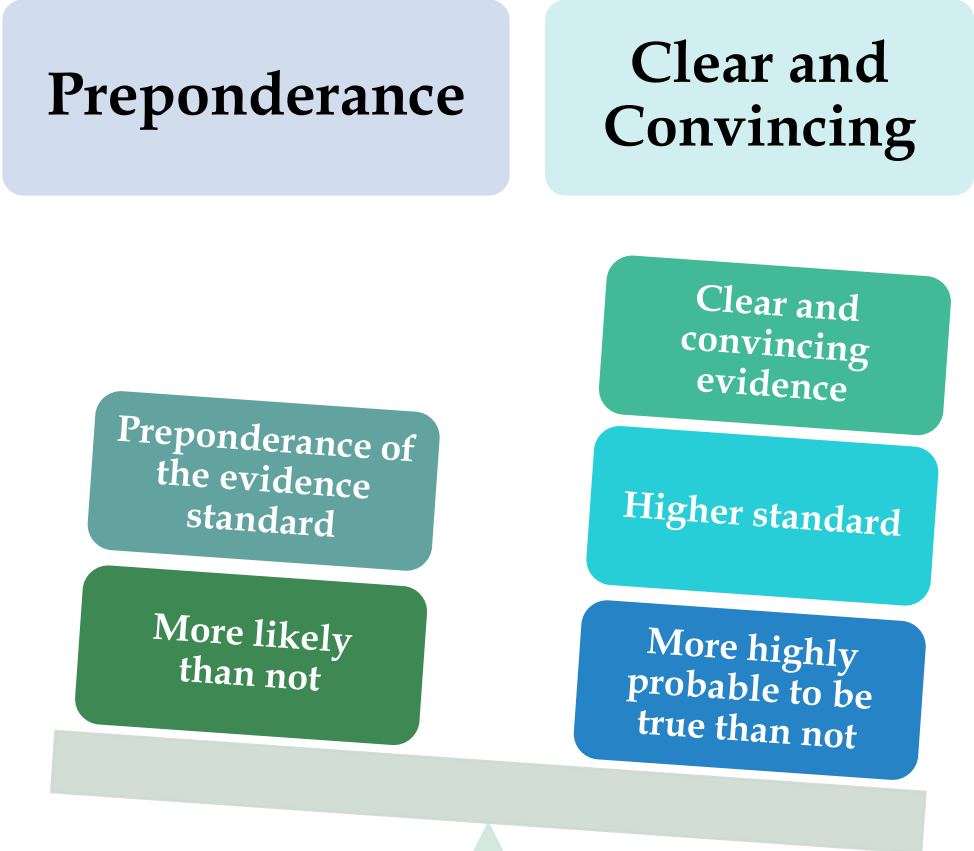 Preponderance
Clear and
Convincing
Preponderance of
the evidence
standard
More likely
than not
Clear and
convincing
evidence
Higher standard
More highly
probable to be
true than not